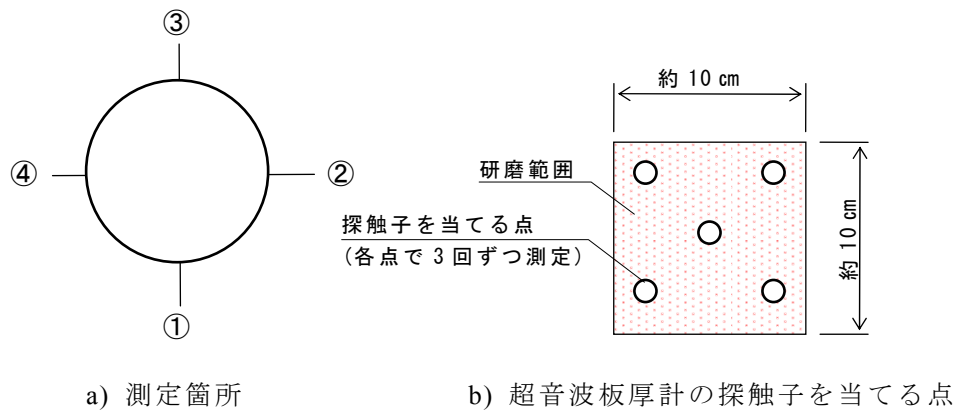 ③
④
②
①
約 10 ㎝
研磨範囲
探触子を当てる点
(各点で 3 回ずつ測定)
約 10 ㎝
a) 測定箇所
b) 超音波板厚計の探触子を当てる点